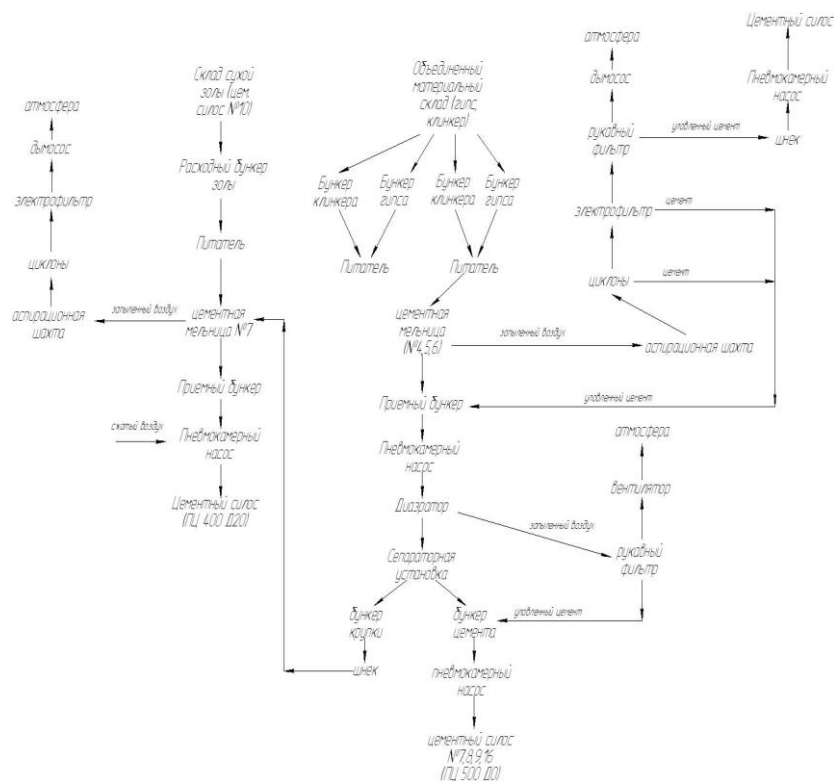 Склад сухой
золы (цем.
силос №10)
Расходный бункер
золы
Питатель
цементная
мельница №7
Приемный бункер
сжатый воздух
Пневмокамерный
насос
Цементный силос
(ПЦ 400 Д20)
запыленный воздух
аспирационная
шахта
циклоны
электрофильтр
дымосос
атмосфера
Объединенный
материальный
склад (гипс,
клинкер)
Бункер
клинкера
Бункер
гипса
Бункер
клинкера
Бункер
гипса
Питатель
Питатель
цементная
мельница
(№4,5,6)
запыленный воздух
аспирационная шахта
циклоны
цемент
электрофильтр
цемент
рукавный
фильтр
дымосос
атмосфера
уловленный цемент
шнек
Пневмокамерный
насос
Цементный силос
уловленный цемент
Приемный бункер
Пневмокамерный
насос
Диаэратор
запыленный воздух
рукавный
фильтр
вентилятор
атмосфера
уловленный цемент
Сепараторная
установка
бункер
крупки
шнек
бункер
цемента
пневмокамерный
насос
цементный силос
№7,8,9,16
(ПЦ 500 Д0)